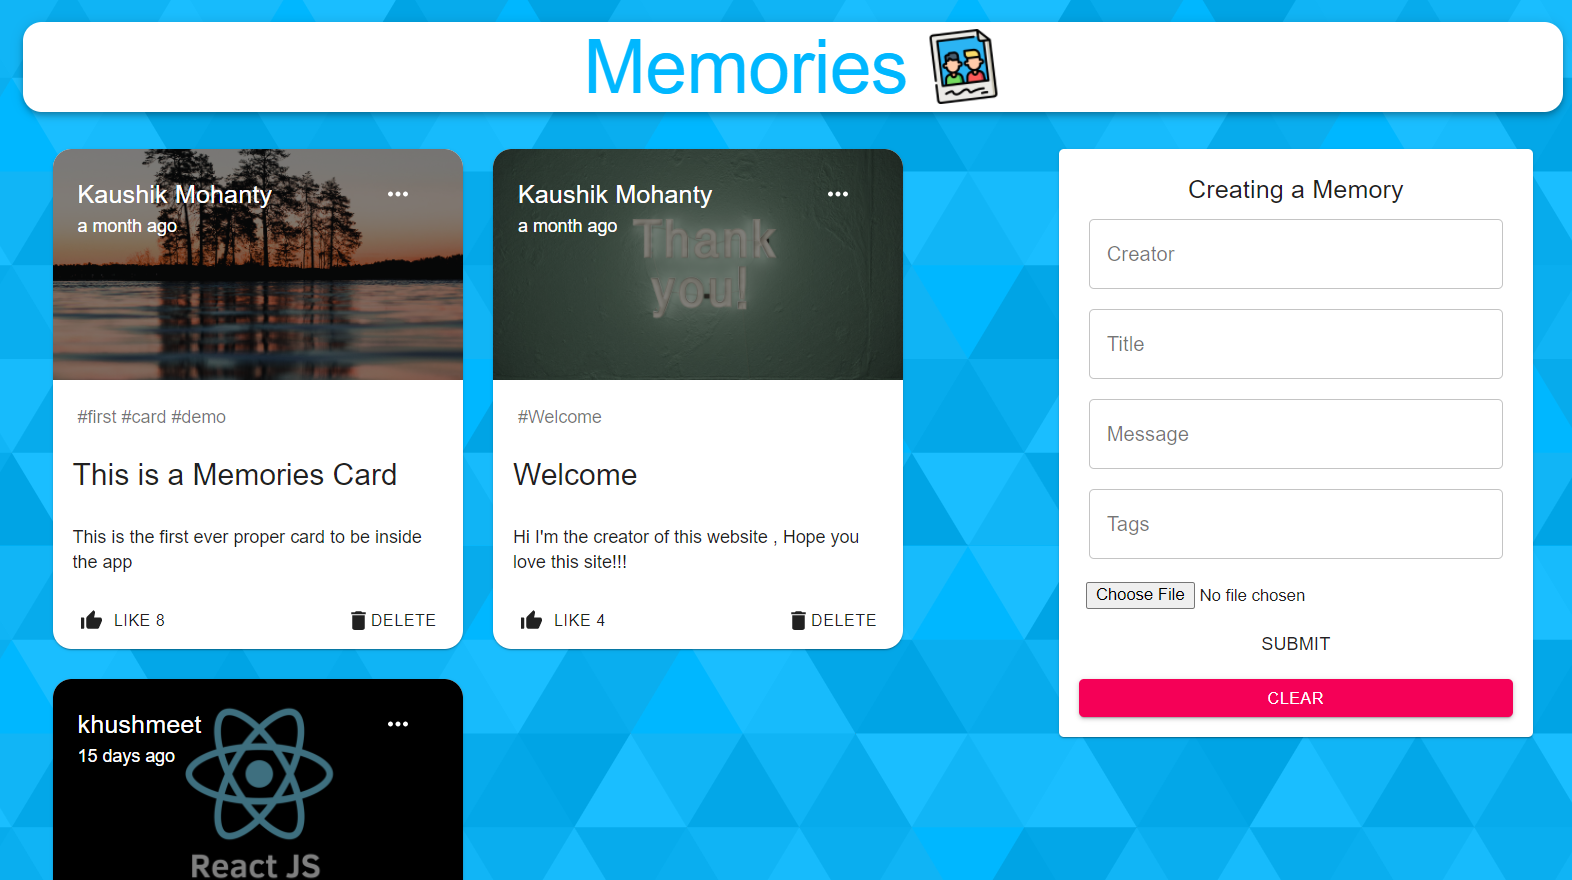 Memories
Kaushik Mohanty
a month ago
#first #card #demo
This is a Memories Card
This is the first ever proper card to be inside
the app
LIKE 8
DELETE
Kaushik Mohanty
a month ago
Thank
you!
#Welcome
Welcome
Hi I'm the creator of this website , Hope you
love this site!!!
LIKE 4
DELETE
khushmeet
15 days ago
React JS
Creating a Memory
Creator
Title
Message
Tags
Choose File No file chosen
SUBMIT
CLEAR